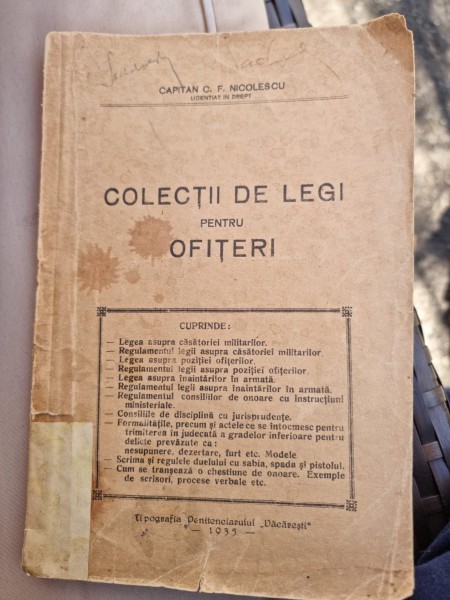 CAPITAN C. F. NICOLESCU
LICENȚIAT IN DREPT
COLECȚII DE LEGI
PENTRU
OFIȚERI
CUPRINDE:
— Legea asupra căsătoriei militarilor.
— Regulamentul legii asupra căsătoriei militarilor.
— Legea asupra poziției ofițerilor.
— Regulamentul legii asupra poziției ofițerilor.
— Legea asupra înaintărilor în armată.
— Regulamentul legii asupra înaintărilor în armată.
— Regulamentul consiliilor de onoare cu instrucțiuni
ministeriale.
— Consiliile de disciplină cu jurisprudențe.
— Formalitățile, precum și actele ce se întocmesc pentru
trimiterea în judecată a gradelor inferioare pentru
delicte prevăzute ca:
nesupunere, dezertare, furt etc. Modele
— Scrima și regulele duelului cu sabia, spada și pistolul.
— Cum se tranșează o chestiune de onoare. Exemple
de scrisori, procese verbale etc.
Tipografia Penitenciarului „Văcărești"
— 1935 —